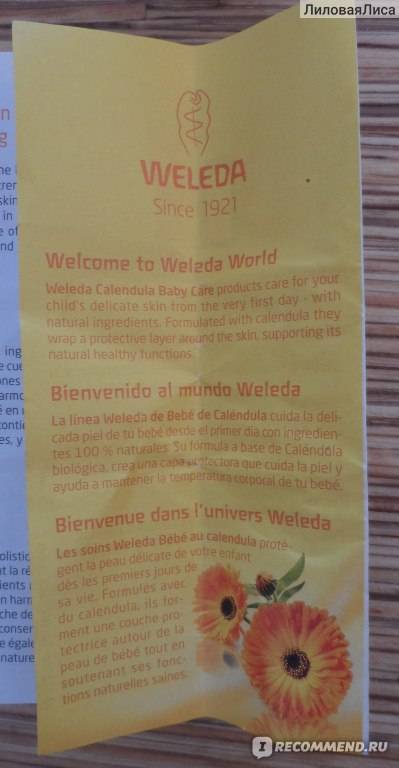 ЛиловаяЛиса
WELEDA
Since 1921
Welcome to Weleda World
Weleda Calendula Baby Care products care for your
child's delicate skin from the very first day - with
natural ingredients. Formulated with calendula they
wrap a protective layer around the skin, supporting its
natural healthy functions.
Bienvenido al mundo Weleda
La línea Weleda de Bebé de Caléndula cuida la deli-
cada piel de tu bebé desde el primer día con ingredien-
tes 100 % naturales. Su fórmula a base de Caléndula
biológica, crea una capa protectora que cuida la piel y
ayuda a mantener la temperatura corporal de tu bebé.
Bienvenue dans l'univers Weleda
Les soins Weleda Bébé au calendula proté-
gent la peau délicate de votre enfant
dès les premiers jours de
sa vie. Formulés avec
du calendula, ils for-
ment une couche pro-
tectrice autour de la
peau de bébé tout en
soutenant ses fonc-
tions naturelles saines.
I RECOMMEND.RU